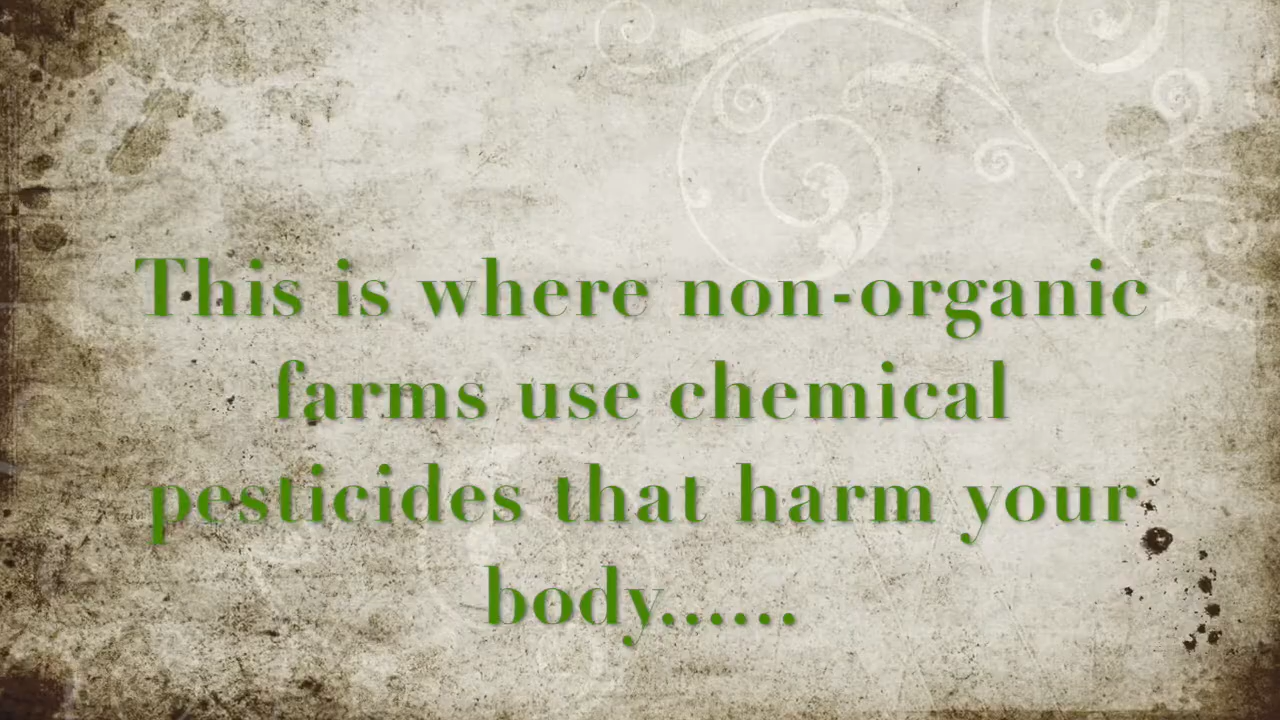 This is where non-organic
farms use chemical
pesticides that harm your
body......